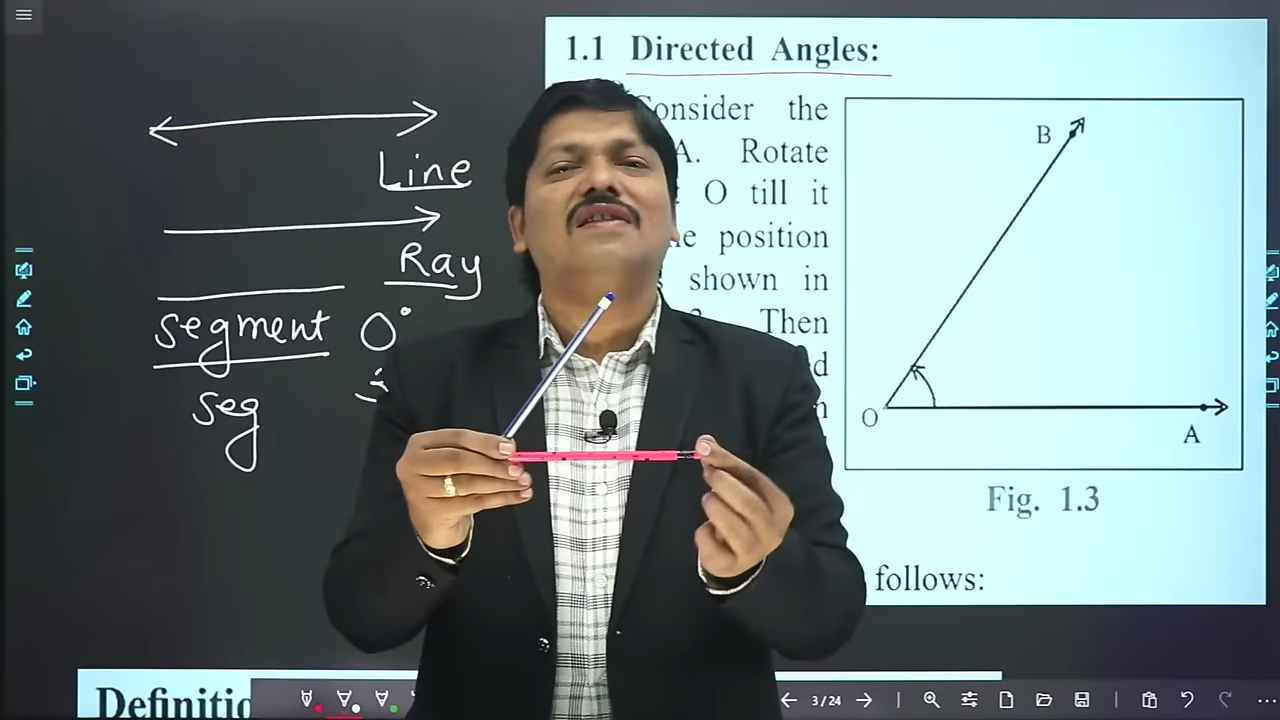 Line
Ray
segment 0°
seg
1.1 Directed Angles:
Consider the
A. Rotate
O till it
position
shown in
Then
B
O
A
Fig. 1.3
follows:
3/24